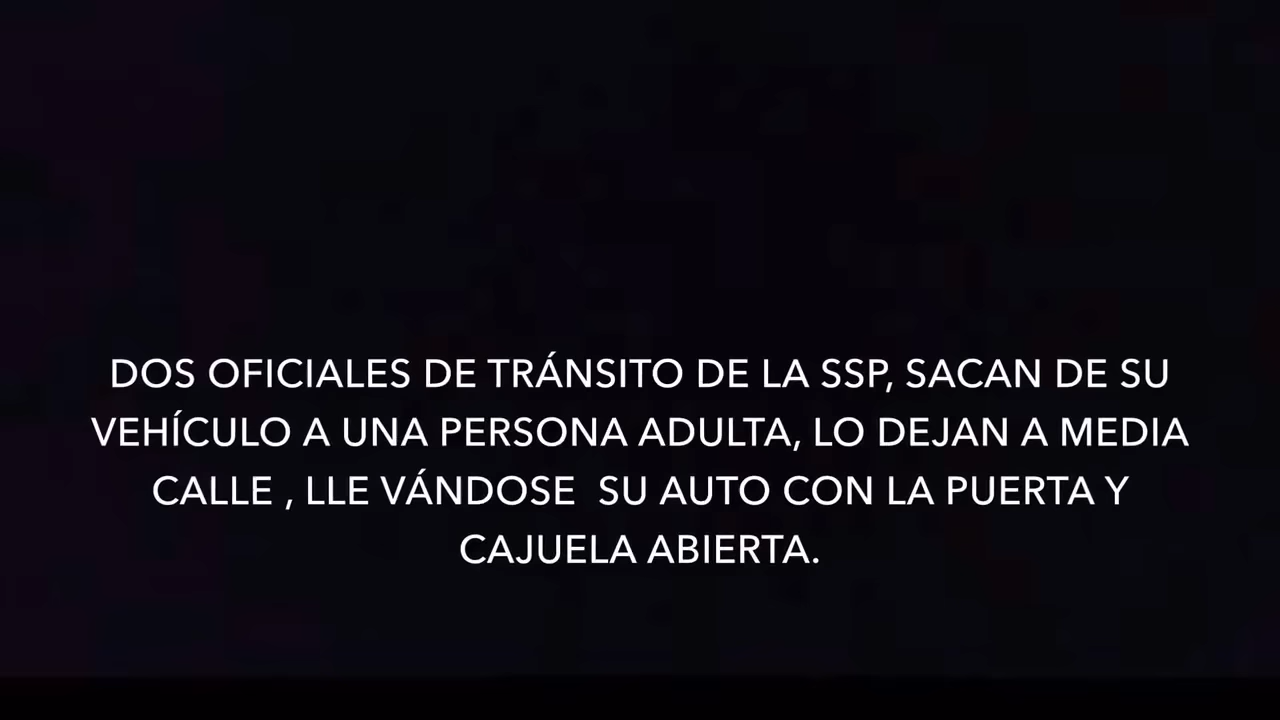 DOS OFICIALES DE TRÁNSITO DE LA SSP, SACAN DE SU
VEHÍCULO A UNA PERSONA ADULTA, LO DEJAN A MEDIA
CALLE , LLE VÁNDOSE  SU AUTO CON LA PUERTA Y
CAJUELA ABIERTA.